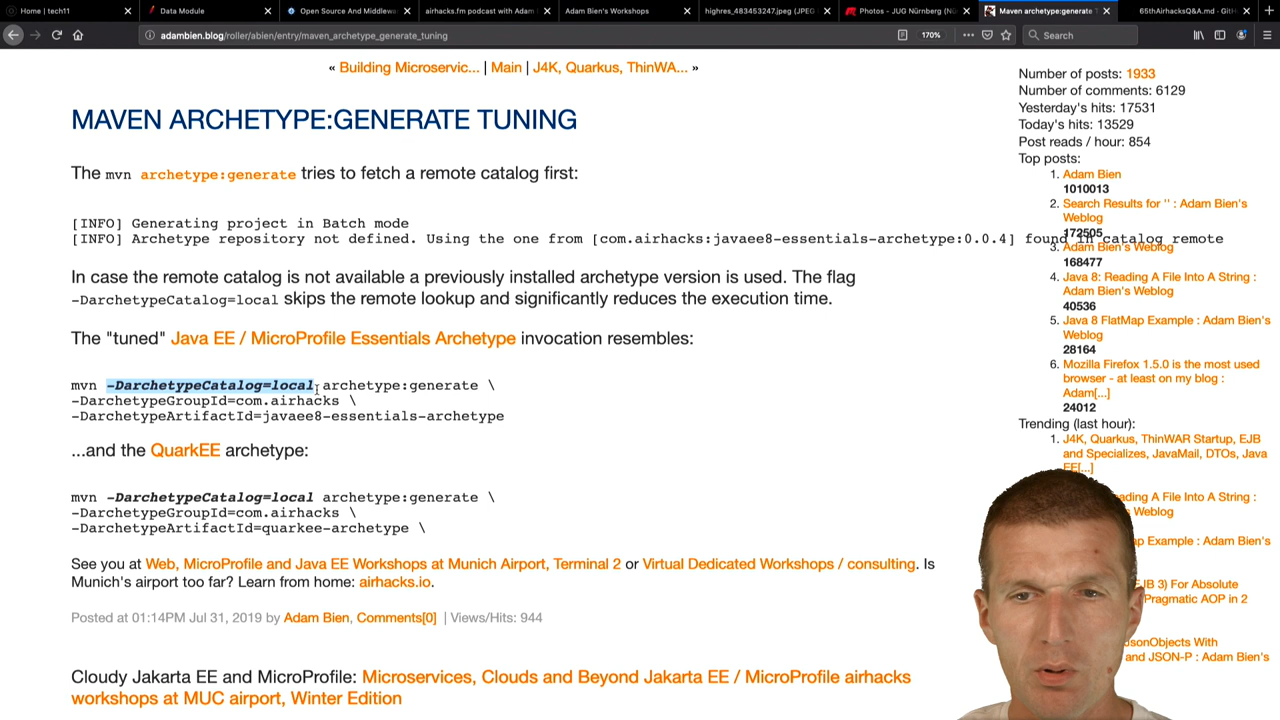 Home | tech11
Data Module
Open Source And Middlewa
airhacks.fm podcast with Adam
Adam Bien's Workshops
highres_483453247.jpeg (JPEG
Photos - JUG Nürnberg (Nü
Maven archetype:generate T
65thAirhacksQ&A.md - GitH
adambien.blog/roller/abien/entry/maven_archetype_generate_tuning
170%
Search
« Building Microservic... | Main | J4K, Quarkus, ThinWA... »
MAVEN ARCHETYPE:GENERATE TUNING
The mvn archetype:generate tries to fetch a remote catalog first:
[INFO] Generating project in Batch mode
[INFO] Archetype repository not defined. Using the one from [com.airhacks:javaee8-essentials-archetype:0.0.4] found in catalog remote
In case the remote catalog is not available a previously installed archetype version is used. The flag
-DarchetypeCatalog=local skips the remote lookup and significantly reduces the execution time.
The "tuned" Java EE / MicroProfile Essentials Archetype invocation resembles:
mvn -DarchetypeCatalog=local archetype:generate \
-DarchetypeGroupId=com.airhacks \
-DarchetypeArtifactId=javaee8-essentials-archetype
...and the QuarkEE archetype:
mvn -DarchetypeCatalog=local archetype:generate \
-DarchetypeGroupId=com.airhacks \
-DarchetypeArtifactId=quarkee-archetype \
See you at Web, MicroProfile and Java EE Workshops at Munich Airport, Terminal 2 or Virtual Dedicated Workshops / consulting. Is
Munich's airport too far? Learn from home: airhacks.io.
Posted at 01:14PM Jul 31, 2019 by Adam Bien, Comments[0] | Views/Hits: 944
Cloudy Jakarta EE and MicroProfile: Microservices, Clouds and Beyond Jakarta EE / MicroProfile airhacks
workshops at MUC airport, Winter Edition
Number of posts: 1933
Number of comments: 6129
Yesterday's hits: 17531
Today's hits: 13529
Post reads / hour: 854
Top posts:
1. Adam Bien
1010013
2. Search Results for '' : Adam Bien's
Weblog
172505
3. Adam Bien's Weblog
168477
4. Java 8: Reading A File Into A String :
Adam Bien's Weblog
40536
5. Java 8 FlatMap Example : Adam Bien's
Weblog
28164
6. Mozilla Firefox 1.5.0 is the most used
browser - at least on my blog :
Adam[...]
24012
Trending (last hour):
1. J4K, Quarkus, ThinWAR Startup, EJB
and Specializes, JavaMail, DTOs, Java
EE[...]
ading A File Into A String :
Weblog
ap Example : Adam Bien's
JB 3) For Absolute
Pragmatic AOP in 2
JsonObjects With
and JSON-P : Adam Bien's